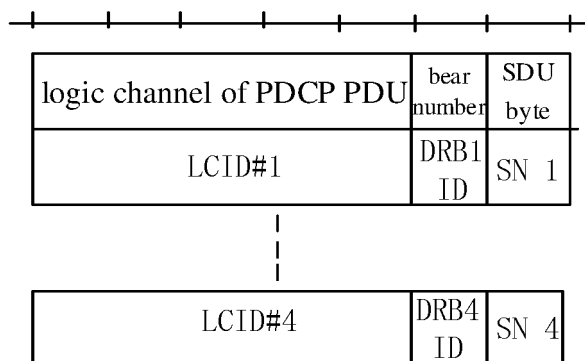 logic channel of PDCP PDU
bear
number
SDU
byte
LCID#1
DRB1
ID
SN 1
LCID#4
DRB4
ID
SN 4